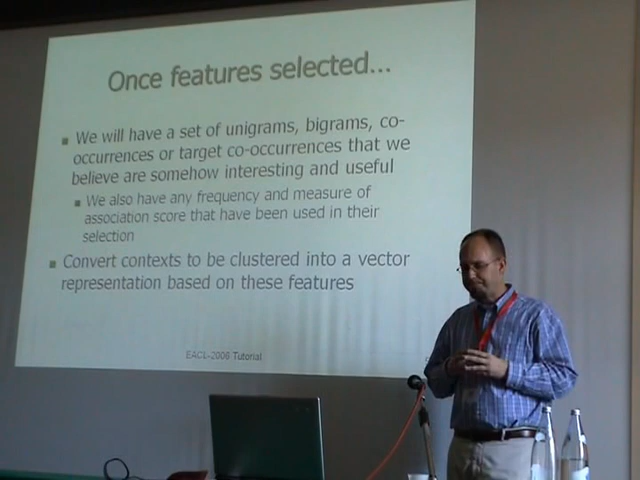 Once features selected...
We will have a set of unigrams, bigrams, co-
occurrences or target co-occurrences that we
believe are somehow interesting and useful
We also have any frequency and measure of
association score that have been used in their
selection
Convert contexts to be clustered into a vector
representation based on these features
EACL-2006 Tutorial